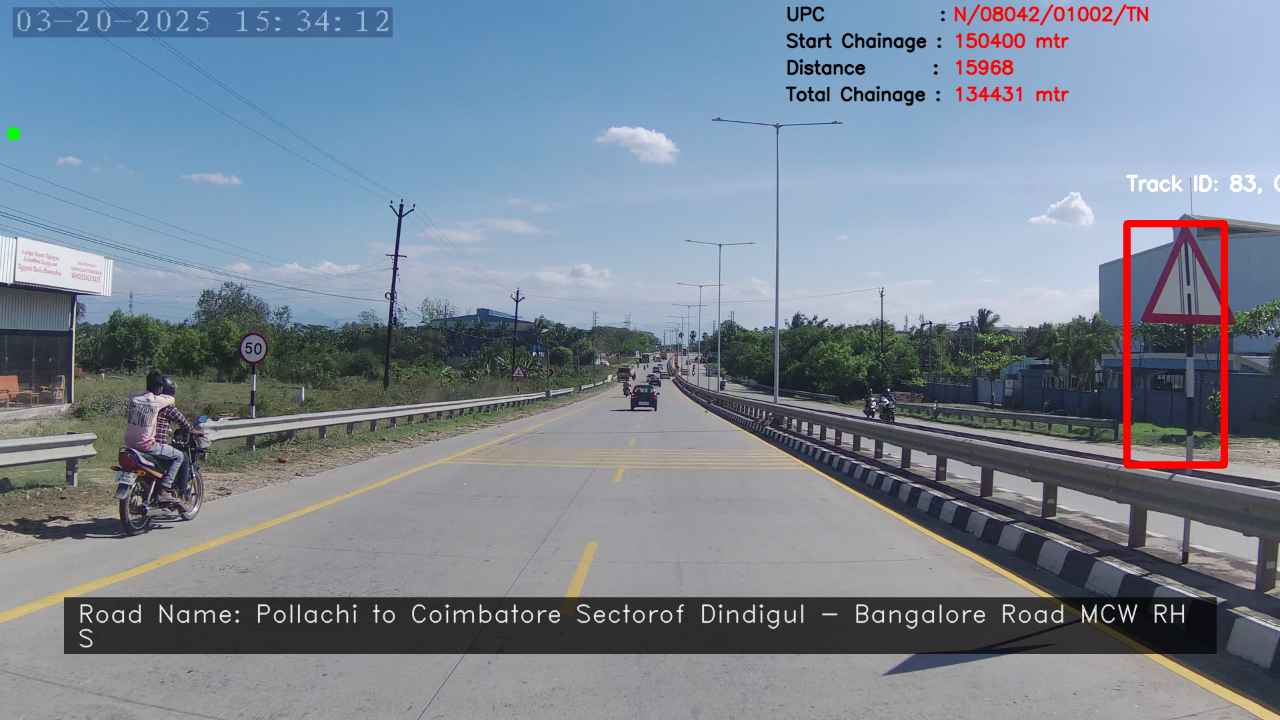 03-20-2025 15:34:12
UPC : N/08042/01002/TN
Start Chainage : 150400 mtr
Distance : 15968
Total Chainage : 134431 mtr
Track ID: 83,
50
Road Name: Pollachi to Coimbatore Sectorof Dindigul - Bangalore Road MCW RH
S